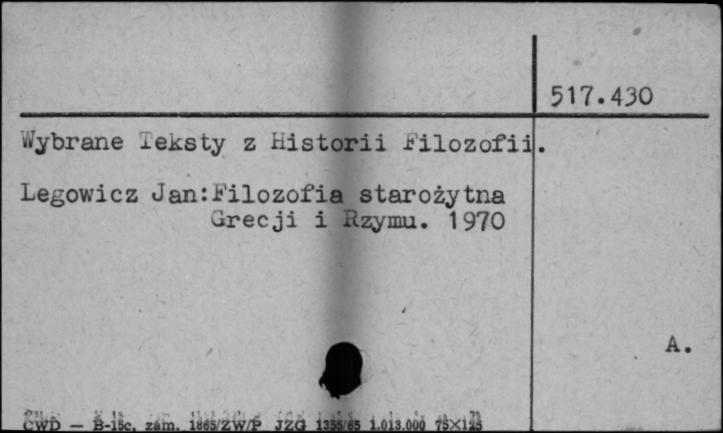 517.430
Wybrane Teksty z Historii Filozofii.
Legowicz Jan:Filozofia starożytna
Grecji i Rzymu. 1970
A.
CWD — B-15c, zam. 1865/ZW/P JZG 1355/65 1.013.000 75×125